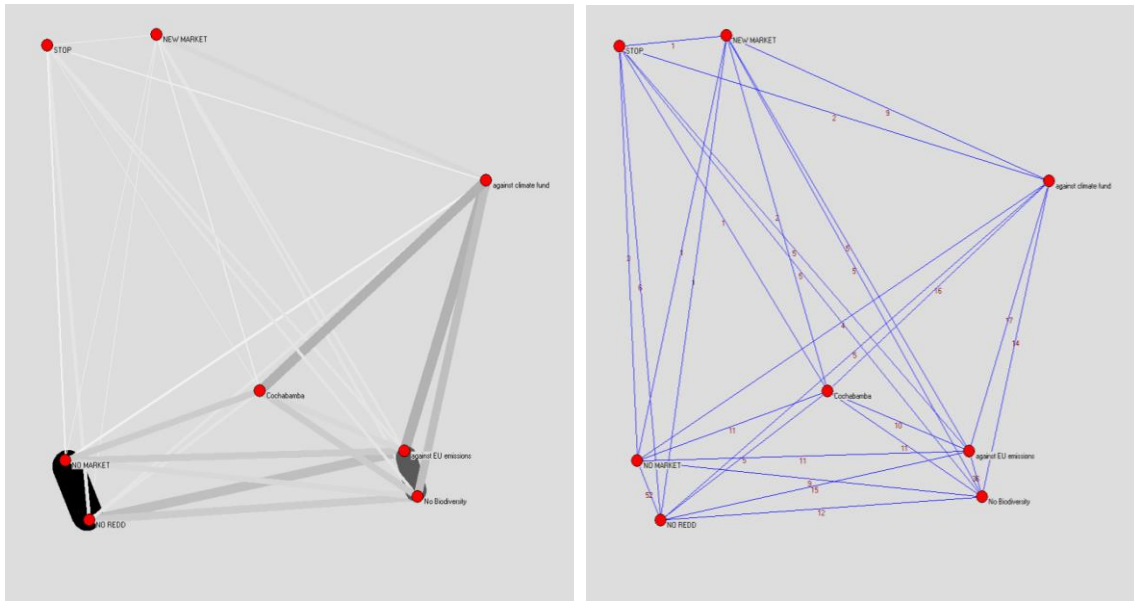 NEW MARKET
STOP
against climate fund
Cochabamba
against EU emissions
NO MARKET
No Biodiversity
NO REDD
NEW MARKET
STOP
1
9
2
against climate fund
1
2
6
5
5
5
3
1
6
1
16
4
5
17
14
Cochabamba
11
10
11
against EU emissions
NO MARKET
5
11
36
9
15
52
No Biodiversity
12
NO REDD